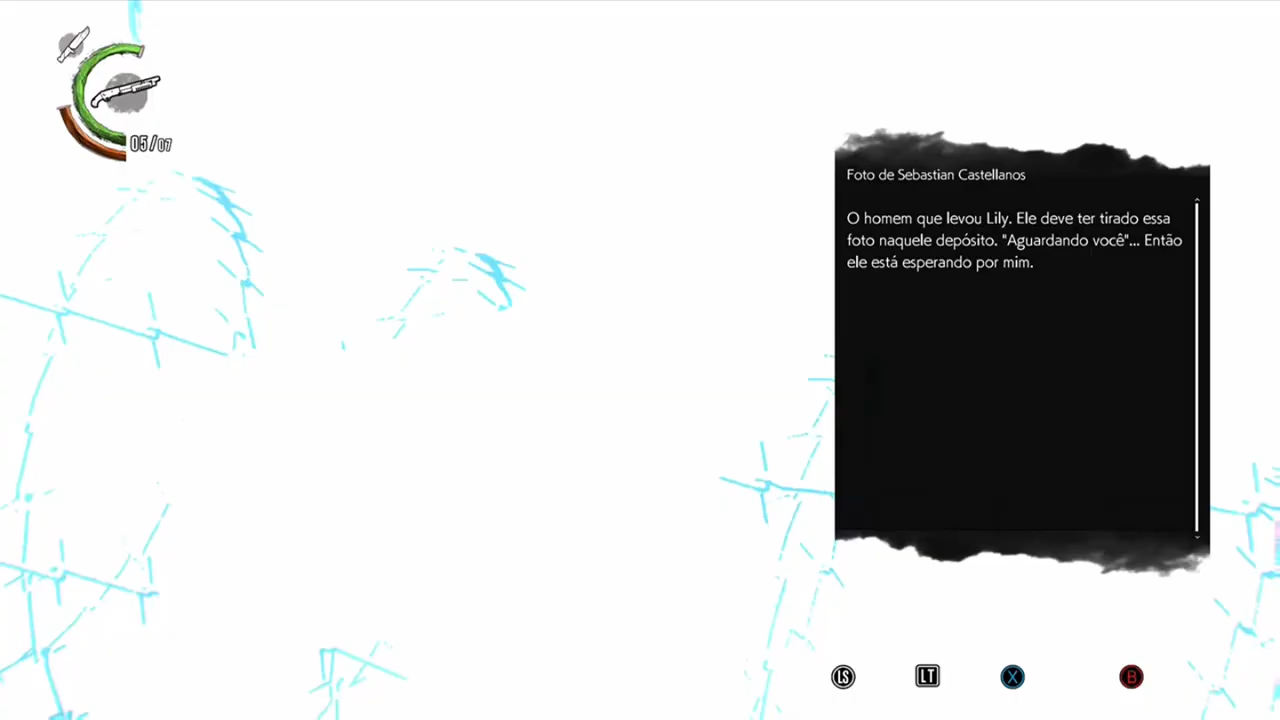 05/07
Foto de Sebastian Castellanos
O homem que levou Lily. Ele deve ter tirado essa
foto naquele depósito. "Aguardando você"... Então
ele está esperando por mim.
LS LT X B